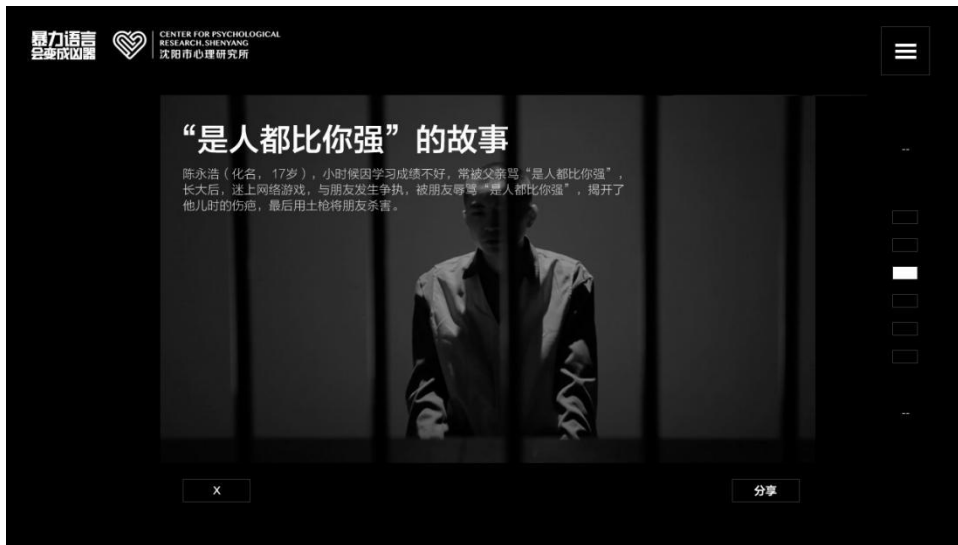 暴力语言
会变成凶器
CENTER FOR PSYCHOLOGICAL
RESEARCH.SHENYANG
沈阳市心理研究所
“是人都比你强”的故事
陈永浩（化名，17岁），小时候因学习成绩不好，常被父亲骂“是人都比你强”，
长大后，迷上网络游戏，与朋友发生争执，被朋友辱骂“是人都比你强”，揭开了
他儿时的伤疤，最后用土枪将朋友杀害。
X
分享